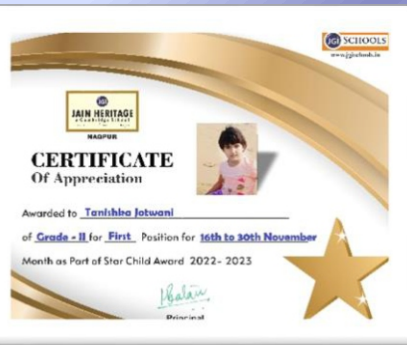 JGI SCHOOLS
www.jgischools.in
JGI
JAIN HERITAGE
a Cambridge School
NAGPUR
CERTIFICATE
Of Appreciation
Awarded to Tanishka Jotwani
of Grade - II for First Position for 16th to 30th November
Month as Part of Star Child Award 2022- 2023
Principal